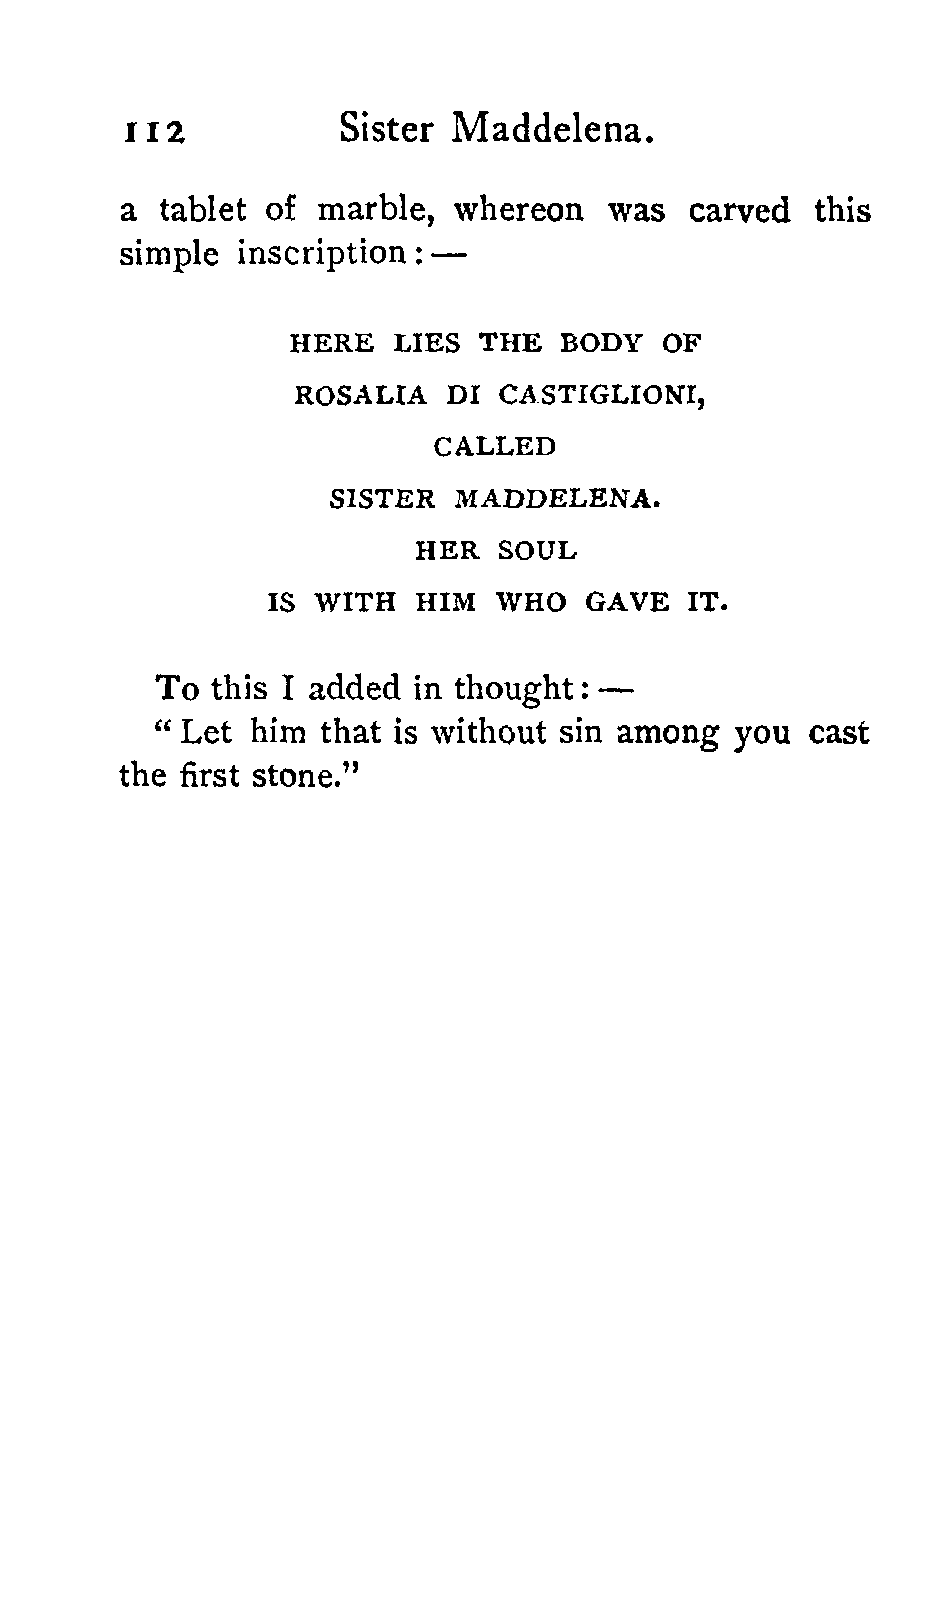 112 Sister Maddelena.
a tablet of marble, whereon was carved this
simple inscription: —
HERE LIES THE BODY OF
ROSALIA DI CASTIGLIONI,
CALLED
SISTER MADDELENA.
HER SOUL
IS WITH HIM WHO GAVE IT.
To this I added in thought: —
“ Let him that is without sin among you cast
the first stone.”